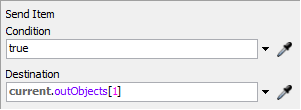 Send Item
Condition
true
Destination
current.outObjects[1]